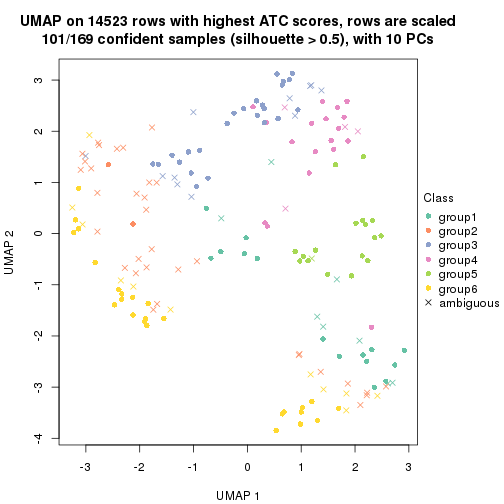 UMAP on 14523 rows with highest ATC scores, rows are scaled
101/169 confident samples (silhouette > 0.5), with 10 PCs
3
2
1
0
-1
-2
-3
-4
UMAP 2
-3
-2
-1
0
1
2
3
UMAP 1
Class
group1
group2
group3
group4
group5
group6
ambiguous